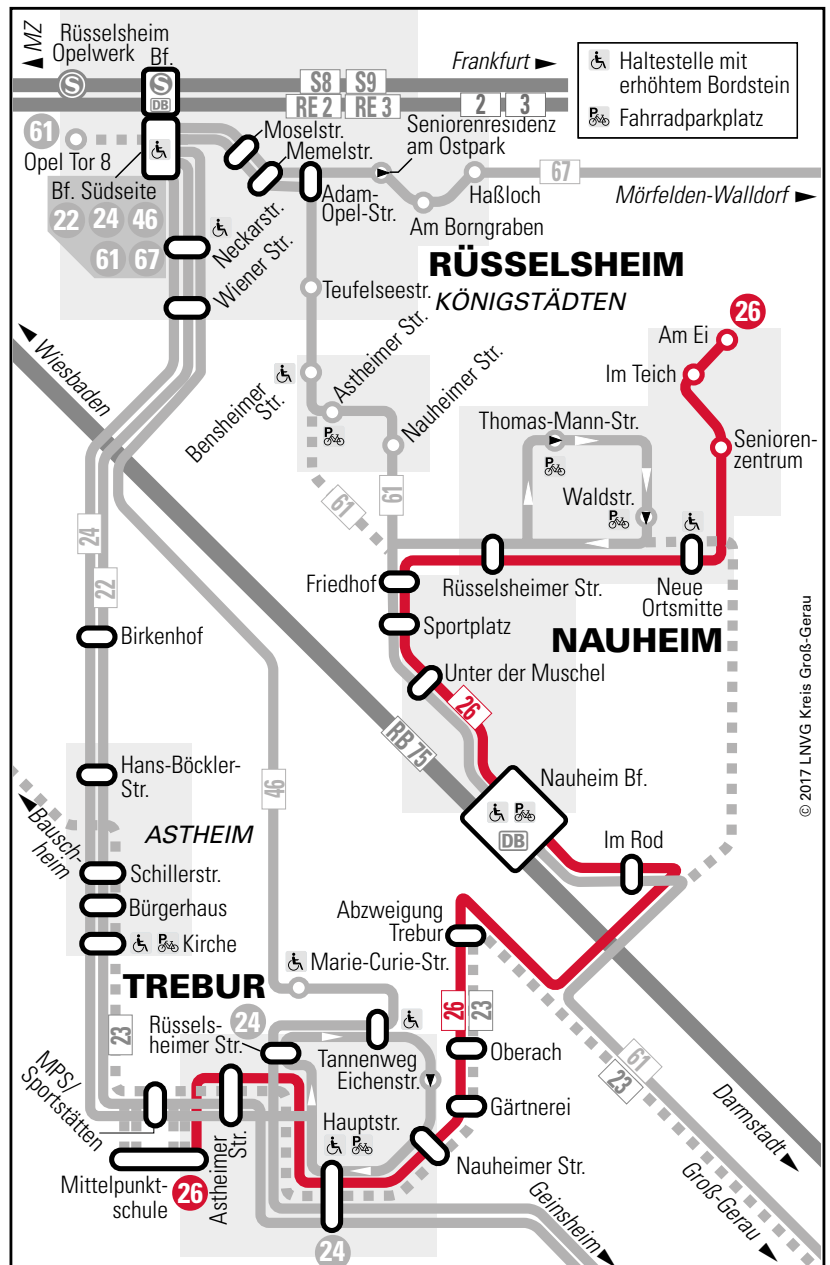 MZ
Rüsselsheim
Opelwerk
Bf.
S
S
DB
S8
S9
RE 2
RE 3
2
3
Frankfurt
Haltestelle mit
erhöhtem Bordstein
P
Fahrradparkplatz
61
Opel Tor 8
Bf. Südseite
22
24
46
61
67
Moselstr.
Memelstr.
Adam-
Opel-Str.
Seniorenresidenz
am Ostpark
Am Borngraben
Haßloch
67
Mörfelden-Walldorf
Neckarstr.
Wiener Str.
RÜSSELSHEIM
KÖNIGSTÄDTEN
Teufelseestr.
Wiesbaden
Bensheimer
Str.
Astheimer Str.
P
Nauheimer Str.
61
61
26
Am Ei
Im Teich
Senioren-
zentrum
Thomas-Mann-Str.
P
Waldstr.
P
Friedhof
Rüsselsheimer Str.
Neue
Ortsmitte
NAUHEIM
Sportplatz
Unter der Muschel
26
RB 75
Nauheim Bf.
P
DB
Im Rod
24
22
Birkenhof
Hans-Böckler-
Str.
46
Bausch-
heim
ASTHEIM
Schillerstr.
Bürgerhaus
P
Kirche
TREBUR
Abzweigung
Trebur
Marie-Curie-Str.
23
Rüssels-
heimer Str.
24
Tannenweg
Eichenstr.
26
23
Oberach
Gärtnerei
MPS/
Sportstätten
Hauptstr.
P
Nauheimer Str.
Mittelpunkt-
schule
26
Astheimer
Str.
24
Geinsheim
61
23
Darmstadt
Groß-Gerau
© 2017 LNVG Kreis Groß-Gerau